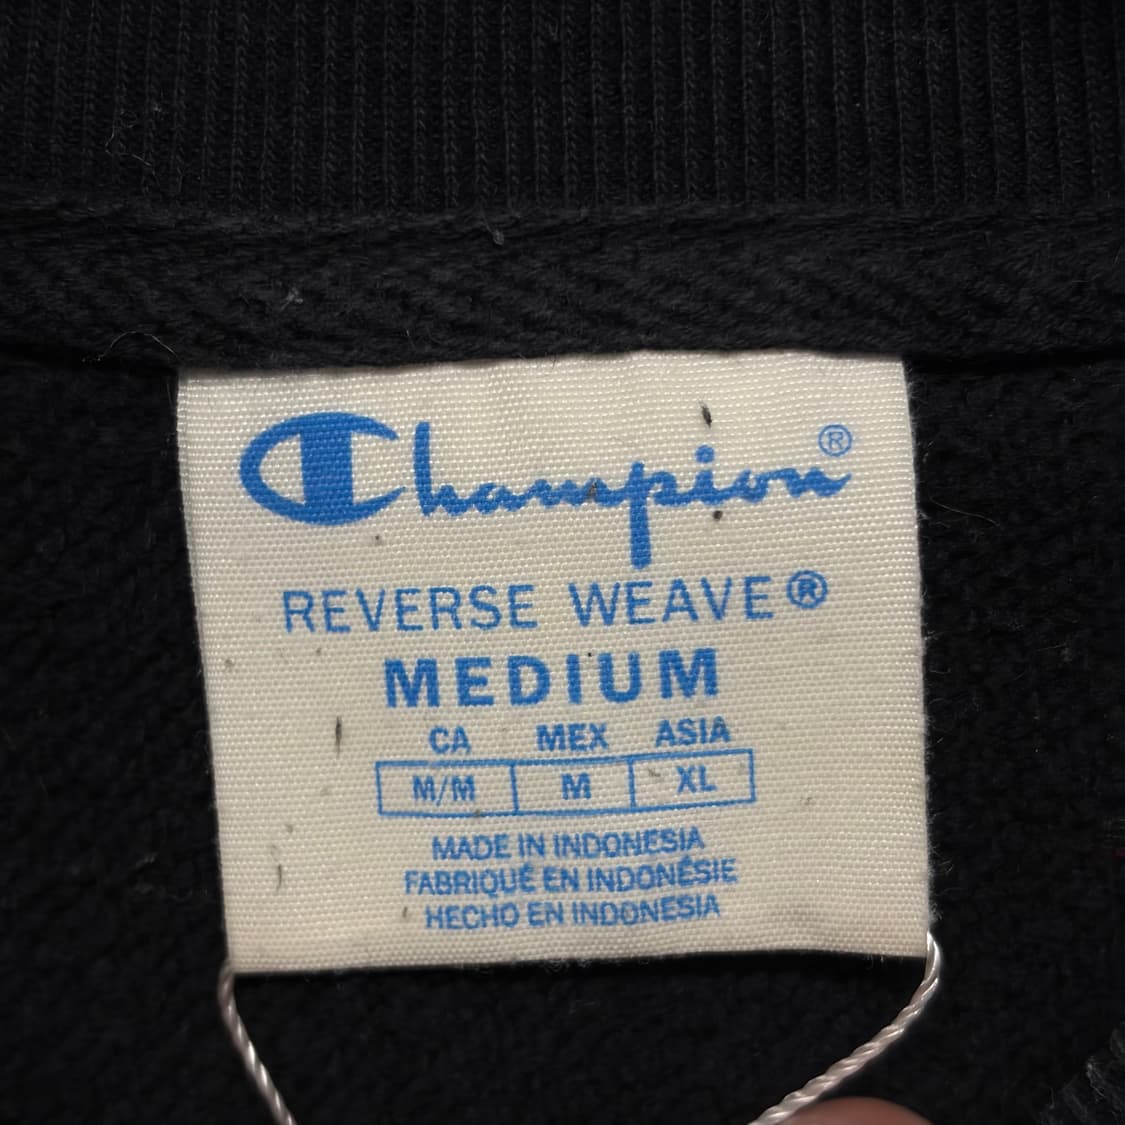 Champion®
REVERSE WEAVE®
MEDIUM
CA MEX ASIA
M/M M XL
MADE IN INDONESIA
FABRIQUÉ EN INDONÉSIE
HECHO EN INDONESIA